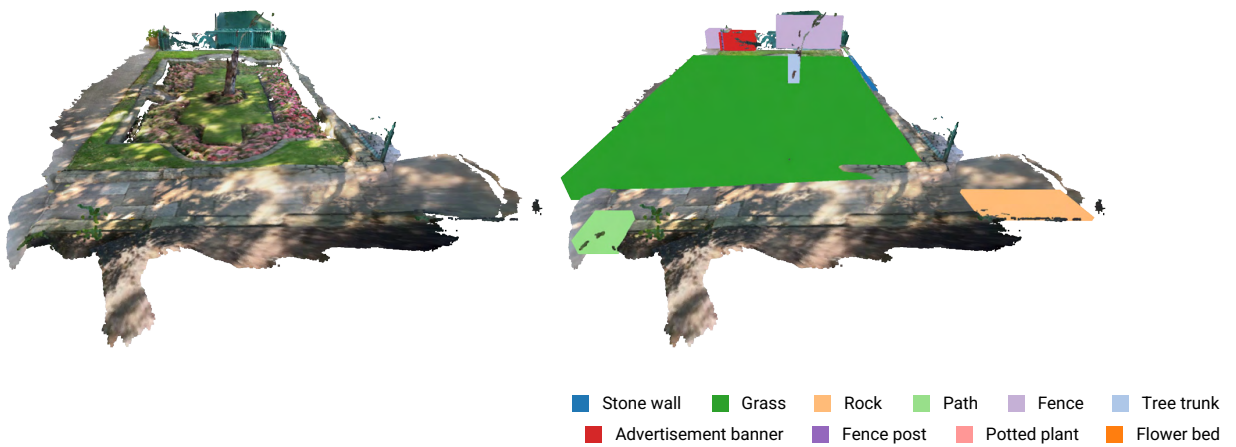 Stone wall Grass Rock Path Fence Tree trunk
Advertisement banner Fence post Potted plant Flower bed